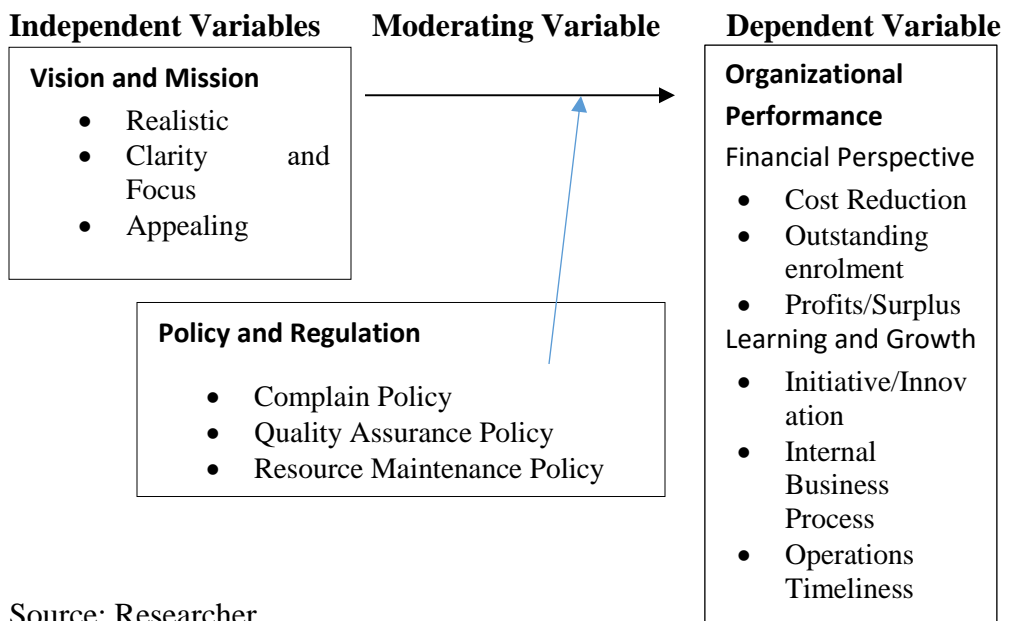 Independent Variables Moderating Variable Dependent Variable
Vision and Mission
• Realistic
• Clarity and
Focus
• Appealing
Policy and Regulation
• Complain Policy
• Quality Assurance Policy
• Resource Maintenance Policy
Organizational
Performance
Financial Perspective
• Cost Reduction
• Outstanding
enrolment
• Profits/Surplus
Learning and Growth
• Initiative/Innov
ation
• Internal
Business
Process
• Operations
Timeliness
Source: Researcher